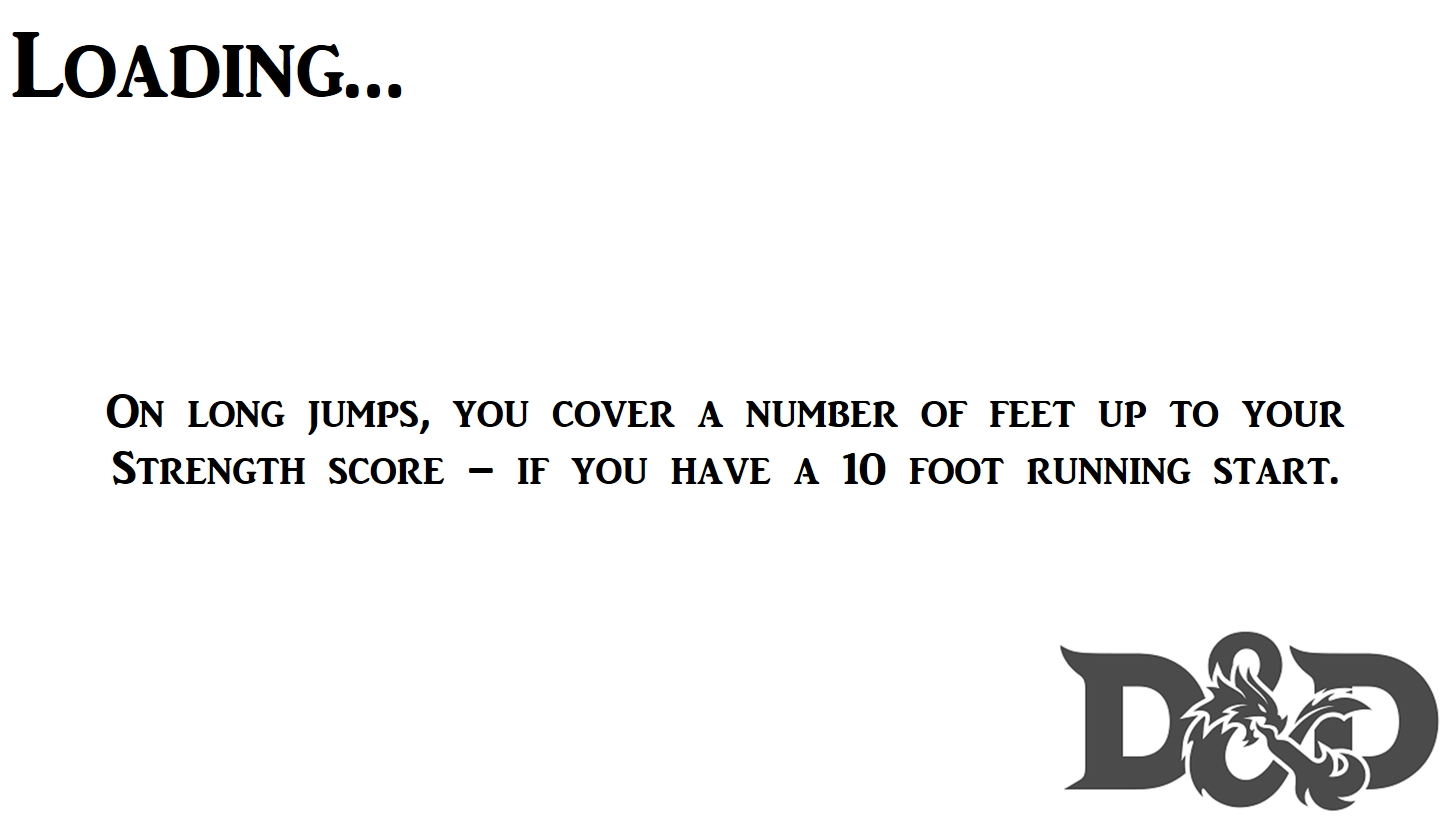 Loading...
On long jumps, you cover a number of feet up to your
Strength score – if you have a 10 foot running start.
D&D